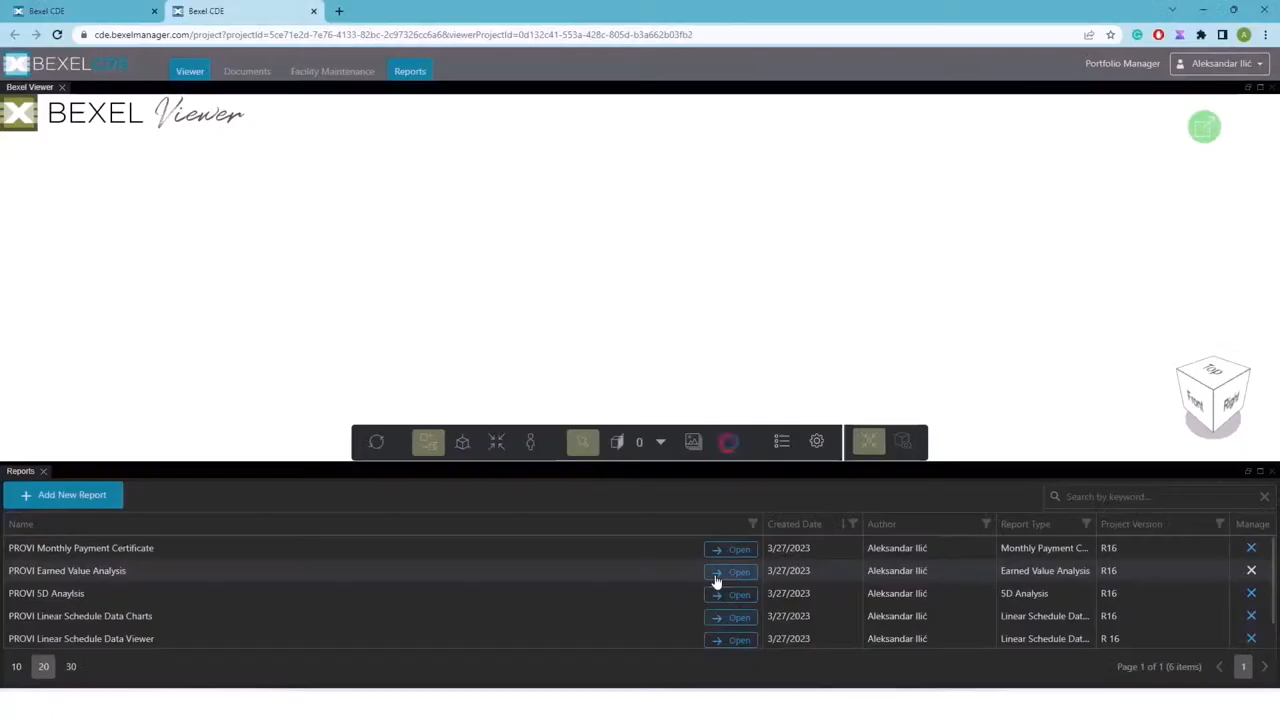 Bexel CDE
Bexel CDE
cde.bexelmanager.com/project?projectId=5ce71e2d-7e76-4133-82bc-2c97326cc6a6&viewerProjectId=0d132c41-553a-428c-805d-b3a662b03fb2
A
BEXEL CDE
Viewer
Documents
Facility Maintenance
Reports
Portfolio Manager
Aleksandar Ilić
Bexel Viewer
BEXEL Viewer
Top
Front
Right
0
Reports
Add New Report
Search by keyword...
Name Created Date Author Report Type Project Version Manage
PROVI Monthly Payment Certificate Open 3/27/2023 Aleksandar Ilić Monthly Payment C... R16
PROVI Earned Value Analysis Open 3/27/2023 Aleksandar Ilić Earned Value Analysis R16
PROVI 5D Anaylsis Open 3/27/2023 Aleksandar Ilić 5D Analysis R16
PROVI Linear Schedule Data Charts Open 3/27/2023 Aleksandar Ilić Linear Schedule Dat... R16
PROVI Linear Schedule Data Viewer Open 3/27/2023 Aleksandar Ilić Linear Schedule Dat... R 16
10 20 30 Page 1 of 1 (6 items) 1